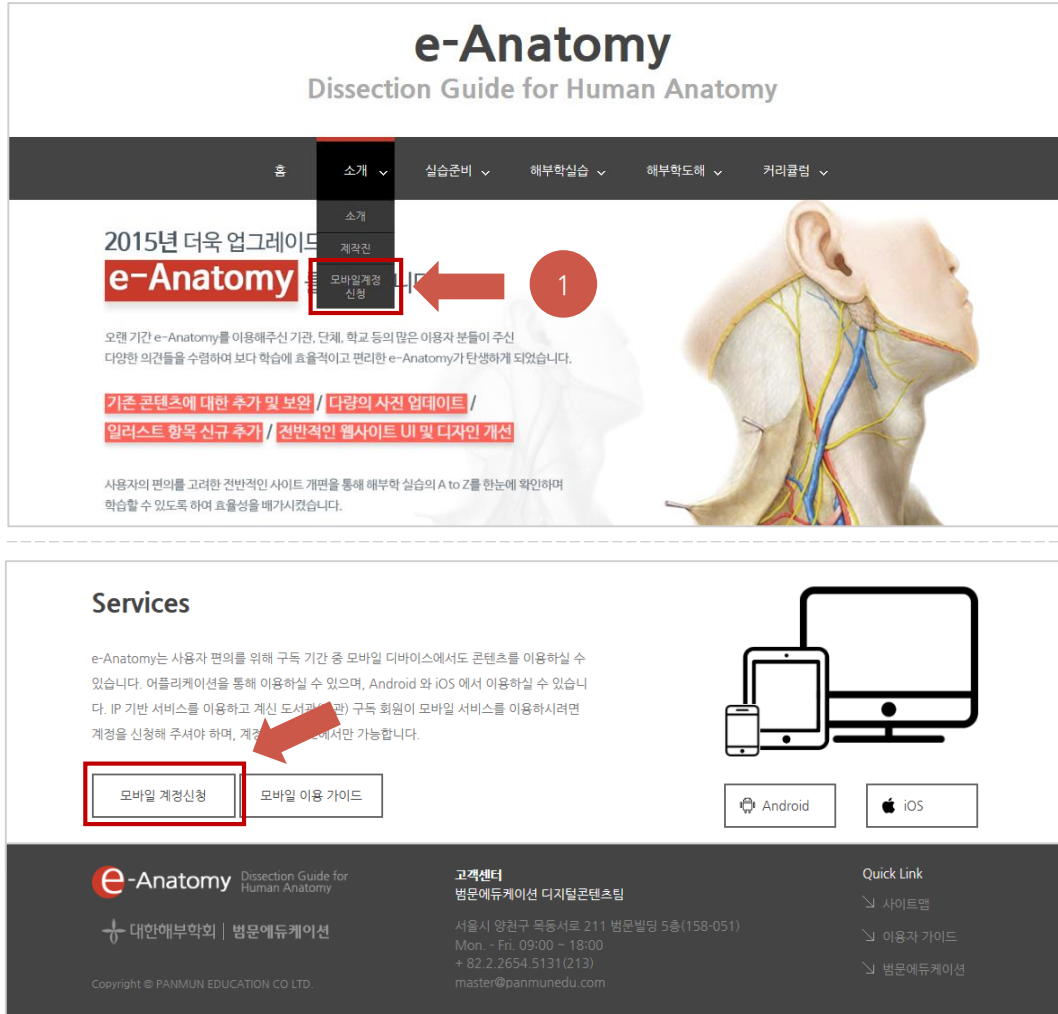 e-Anatomy
Dissection Guide for Human Anatomy
홈 소개 실습준비 해부학실습 해부학도해 커리큘럼
소개
제작진
모바일계정
신청
1
2015년 더욱 업그레이드
e-Anatomy
오랜 기간 e-Anatomy를 이용해주신 기관, 단체, 학교 등의 많은 이용자 분들이 주신
다양한 의견들을 수렴하여 보다 학습에 효율적이고 편리한 e-Anatomy가 탄생하게 되었습니다.
기존 콘텐츠에 대한 추가 및 보완 / 다량의 사진 업데이트 /
일러스트 항목 신규 추가 / 전반적인 웹사이트 UI 및 디자인 개선
사용자의 편의를 고려한 전반적인 사이트 개편을 통해 해부학 실습의 A to Z를 한눈에 확인하며
학습할 수 있도록 하여 효율성을 배가시켰습니다.
Services
e-Anatomy는 사용자 편의를 위해 구독 기간 중 모바일 디바이스에서도 콘텐츠를 이용하실 수
있습니다. 어플리케이션을 통해 이용하실 수 있으며, Android 와 iOS 에서 이용하실 수 있습니
다. IP 기반 서비스를 이용하고 계신 구독 회원이 모바일 서비스를 이용하시려면
계정을 신청해 주셔야 하며, 가능합니다.
모바일 계정신청 모바일 이용 가이드
Android iOS
e-Anatomy Dissection Guide for
Human Anatomy
대한해부학회 | 범문에듀케이션
Copyright © PANMUN EDUCATION CO LTD.
고객센터
범문에듀케이션 디지털콘텐츠팀
서울시 양천구 목동서로 211 범문빌딩 5층(158-051)
Mon. - Fri. 09:00 ~ 18:00
+ 82.2.2654.5131(213)
master@panmunedu.com
Quick Link
사이트맵
이용자 가이드
범문에듀케이션